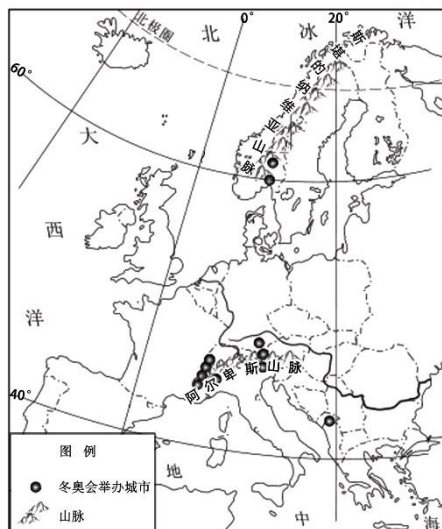 北极圈
北冰洋
0°
20°
60°
斯堪的纳维亚山脉
大西洋
阿尔卑斯山脉
40°
地中海
图例
冬奥会举办城市
山脉